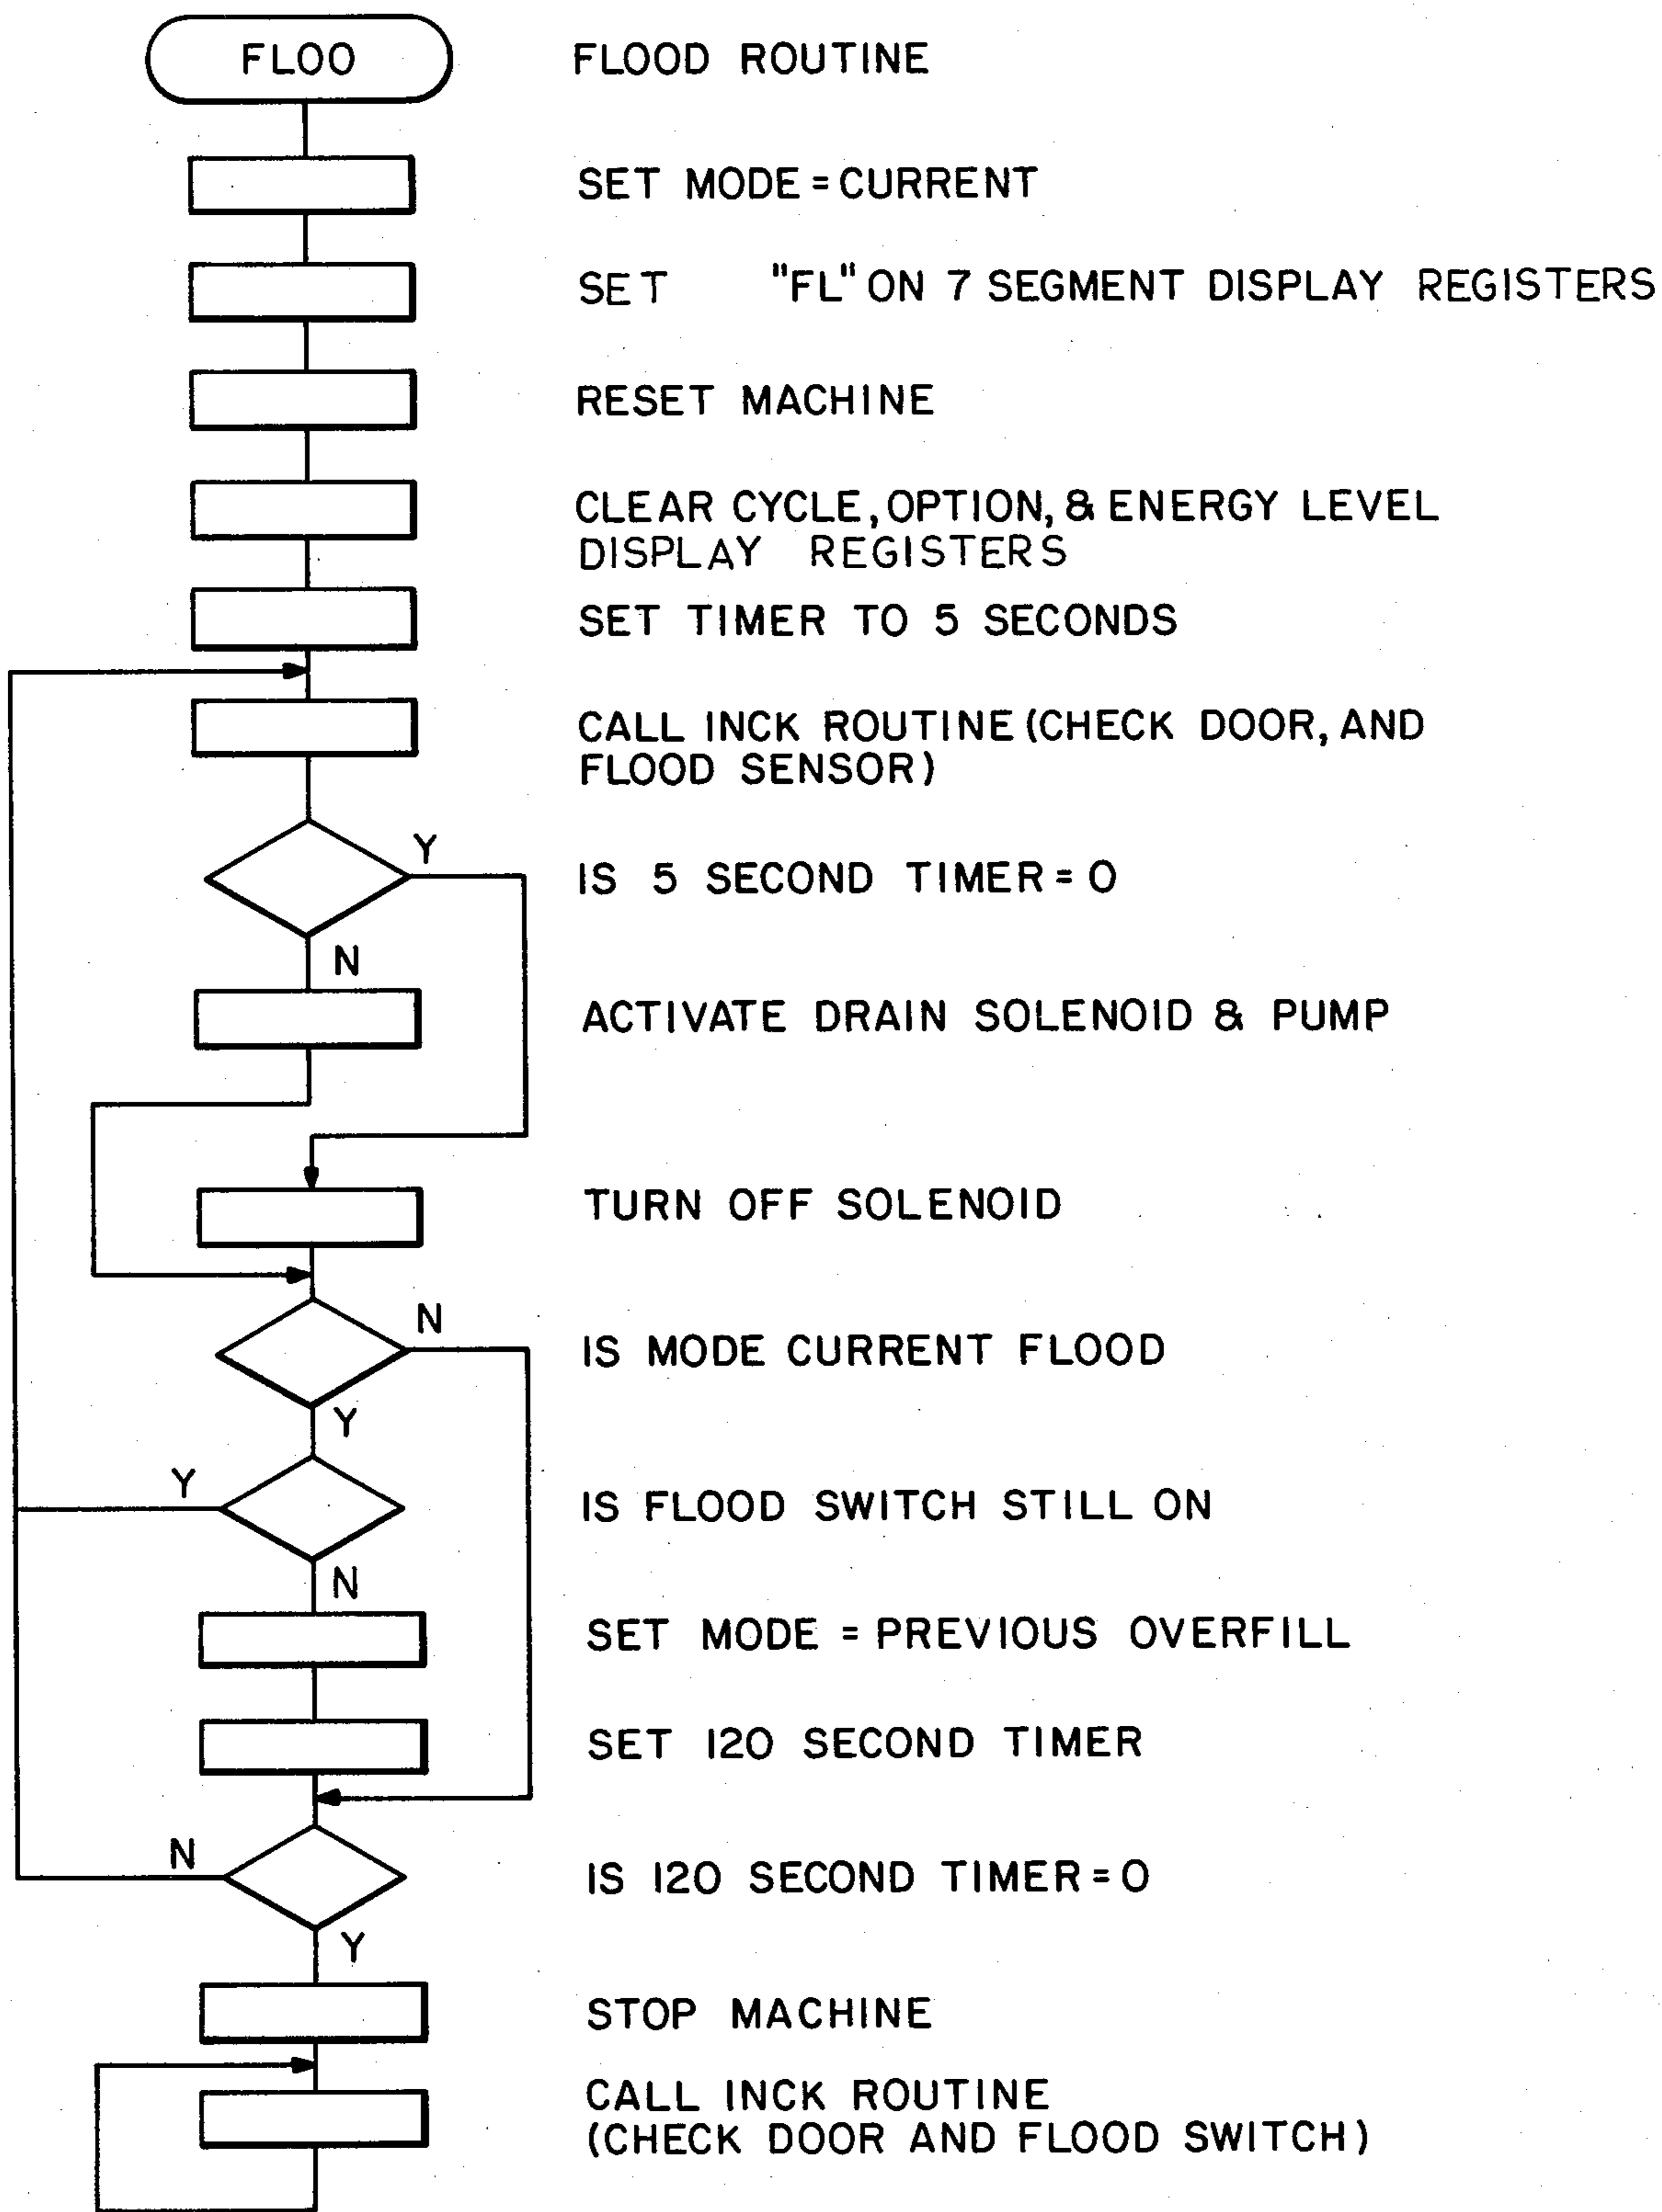 FLOO
FLOOD ROUTINE
SET MODE = CURRENT
SET "FL" ON 7 SEGMENT DISPLAY REGISTERS
RESET MACHINE
CLEAR CYCLE, OPTION, & ENERGY LEVEL
DISPLAY REGISTERS
SET TIMER TO 5 SECONDS
CALL INCK ROUTINE (CHECK DOOR, AND
FLOOD SENSOR)
Y
IS 5 SECOND TIMER = 0
N
ACTIVATE DRAIN SOLENOID & PUMP
TURN OFF SOLENOID
N
IS MODE CURRENT FLOOD
Y
Y
IS FLOOD SWITCH STILL ON
N
SET MODE = PREVIOUS OVERFILL
SET 120 SECOND TIMER
N
IS 120 SECOND TIMER = 0
Y
STOP MACHINE
CALL INCK ROUTINE
(CHECK DOOR AND FLOOD SWITCH)